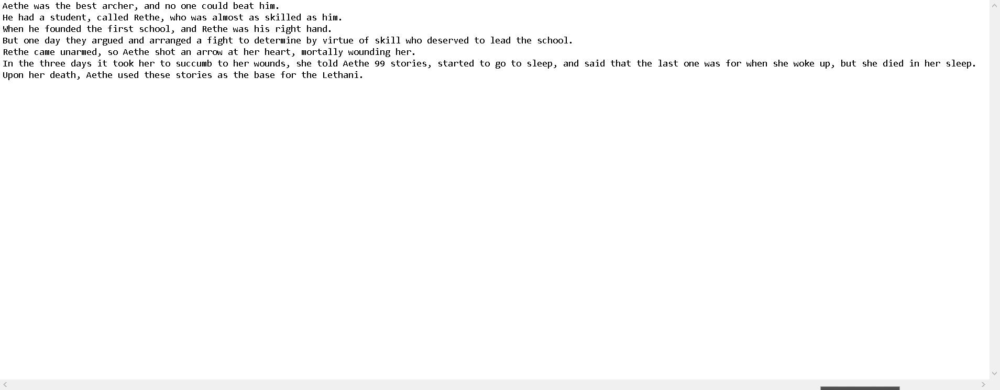 Aethe was the best archer, and no one could beat him.
He had a student, called Rethe, who was almost as skilled as him.
When he founded the first school, and Rethe was his right hand.
But one day they argued and arranged a fight to determine by virtue of skill who deserved to lead the school.
Rethe came unarmed, so Aethe shot an arrow at her heart, mortally wounding her.
In the three days it took her to succumb to her wounds, she told Aethe 99 stories, started to go to sleep, and said that the last one was for when she woke up, but she died in her sleep.
Upon her death, Aethe used these stories as the base for the Lethani.